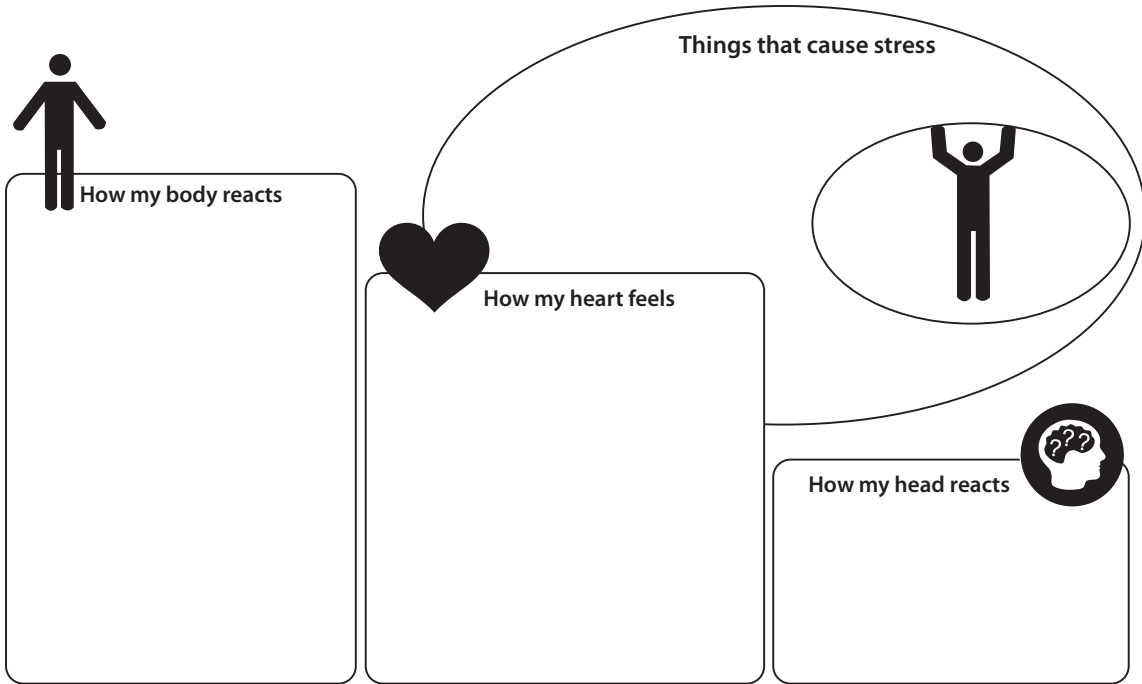 Things that cause stress
How my body reacts
How my heart feels
How my head reacts
? ? ?